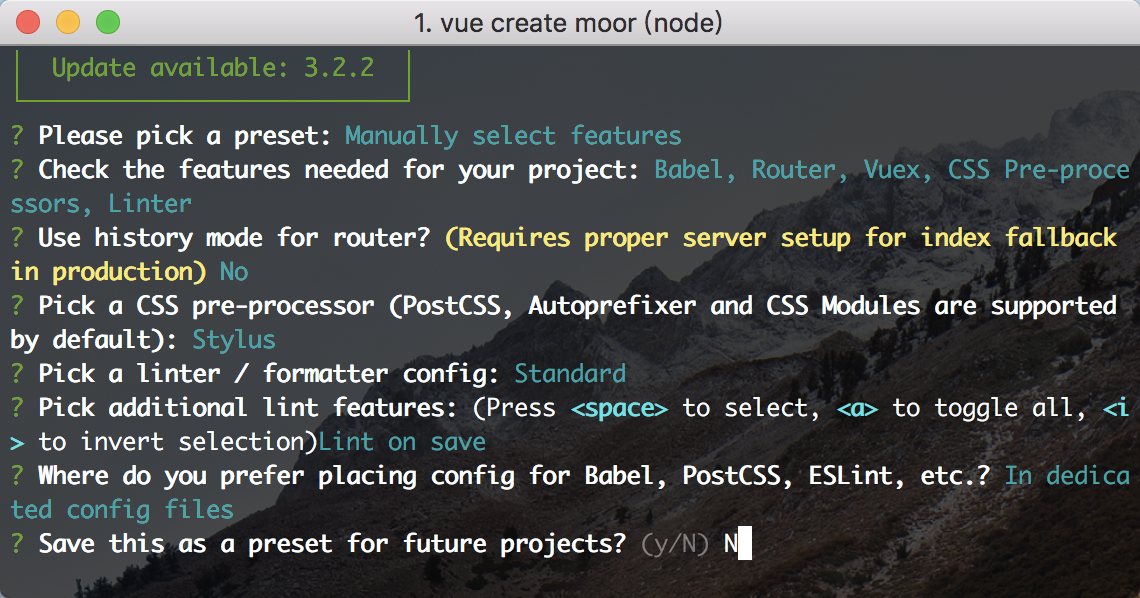 1. vue create moor (node)
Update available: 3.2.2
? Please pick a preset: Manually select features
? Check the features needed for your project: Babel, Router, Vuex, CSS Pre-proce
ssors, Linter
? Use history mode for router? (Requires proper server setup for index fallback
in production) No
? Pick a CSS pre-processor (PostCSS, Autoprefixer and CSS Modules are supported
by default): Stylus
? Pick a linter / formatter config: Standard
? Pick additional lint features: (Press <space> to select, <a> to toggle all, <i
> to invert selection)Lint on save
? Where do you prefer placing config for Babel, PostCSS, ESLint, etc.? In dedica
ted config files
? Save this as a preset for future projects? (y/N) N